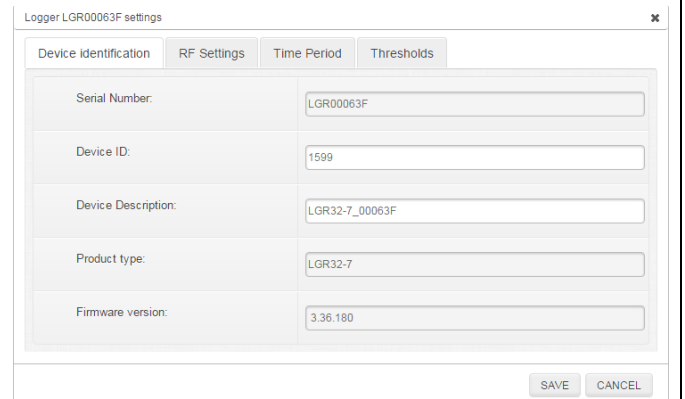 Logger LGR00063F settings
Device identification RF Settings Time Period Thresholds
Serial Number: LGR00063F
Device ID: 1599
Device Description: LGR32-7_00063F
Product type: LGR32-7
Firmware version: 3.36.180
SAVE CANCEL